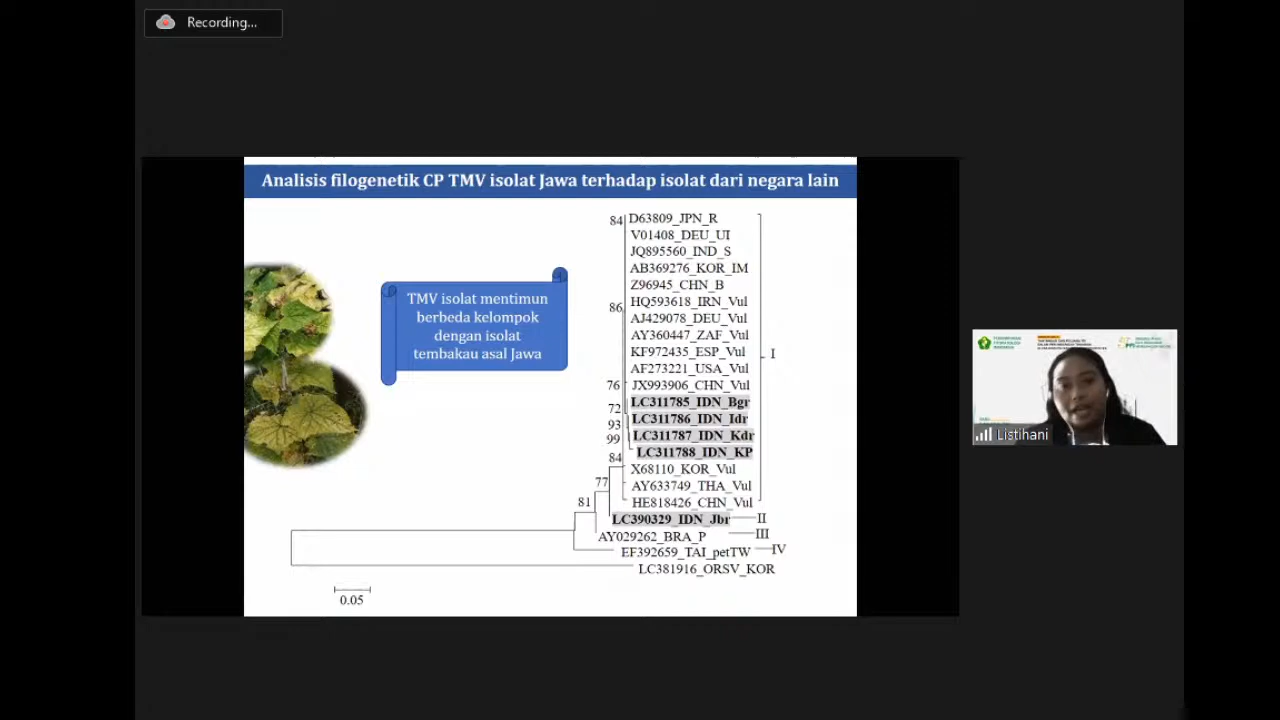 Recording...
Analisis filogenetik CP TMV isolat Jawa terhadap isolat dari negara lain
TMV isolat mentimun
berbeda kelompok
dengan isolat
tembakau asal Jawa
84
D63809_JPN_R
V01408_DEU_UI
JQ895560_IND_S
AB369276_KOR_IM
Z96945_CHN_B
HQ593618_IRN_Vul
86
AJ429078_DEU_Vul
AY360447_ZAF_Vul
KF972435_ESP_Vul
I
AF273221_USA_Vul
76
JX993906_CHN_Vul
LC311785_IDN_Bgr
72
LC311786_IDN_Idr
93
LC311787_IDN_Kdr
99
LC311788_IDN_KP
84
X68110_KOR_Vul
77
AY633749_THA_Vul
81
HE818426_CHN_Vul
LC390329_IDN_Jbr
II
AY029262_BRA_P
III
EF392659_TAI_petTW
IV
LC381916_ORSV_KOR
0.05
Listihani